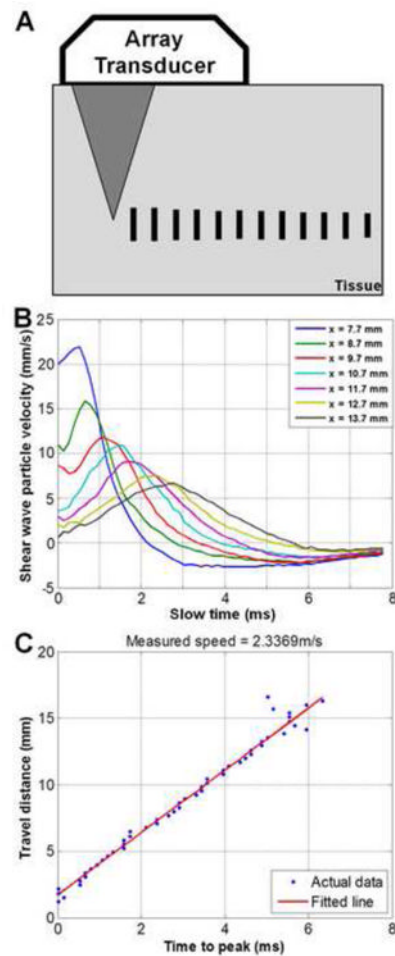 A
Array
Transducer
Tissue
B
Shear wave particle velocity (mm/s)
25
20
15
10
5
0
-5
x = 7.7 mm
x = 8.7 mm
x = 9.7 mm
x = 10.7 mm
x = 11.7 mm
x = 12.7 mm
x = 13.7 mm
0 2 4 6 8
Slow time (ms)
C
Measured speed = 2.3369m/s
Travel distance (mm)
20
15
10
5
0
Actual data
Fitted line
0 2 4 6 8
Time to peak (ms)